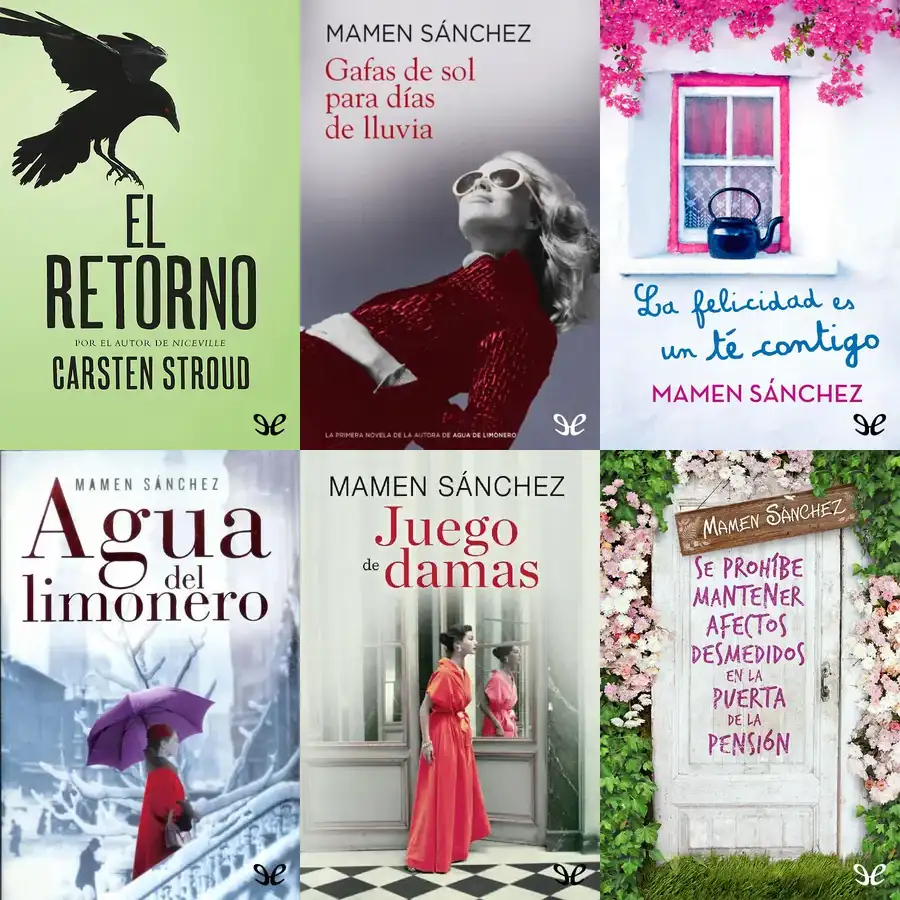 EL
RETORNO
POR EL AUTOR DE NICEVILLE
CARSTEN STROUD
MAMEN SÁNCHEZ
Gafas de sol
para días
de lluvia
LA PRIMERA NOVELA DE LA AUTORA DE AGUA DE LIMONERO
La felicidad es
un té contigo
MAMEN SÁNCHEZ
MAMEN SÁNCHEZ
Agua
del
limonero
MAMEN SÁNCHEZ
Juego
de damas
MAMEN SÁNCHEZ
SE PROHÍBE
MANTENER
AFECTOS
DESMEDIDOS
EN LA
PUERTA
DE LA
PENSIÓN